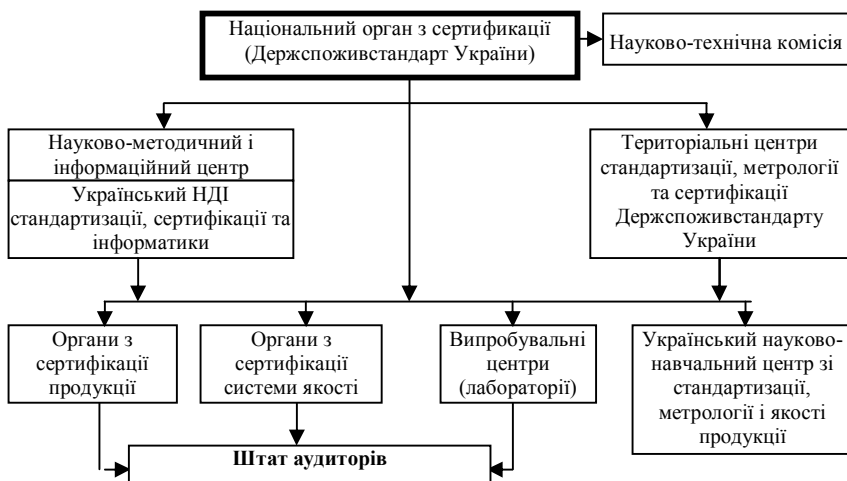 Національний орган з сертификації
(Держспоживстандарт України)
Науково-технічна комісія
Науково-методичний і
інформаційний центр
Український НДІ
стандартизації, сертифікації та
інформатики
Територіальні центри
стандартизації, метрології
та сертифікації
Держспоживстандарту
України
Органи з
сертифікації
продукції
Органи з
сертифікації
системи якості
Випробувальні
центри
(лабораторії)
Український науково-
навчальний центр зі
стандартизації,
метрології і якості
продукції
Штат аудиторів